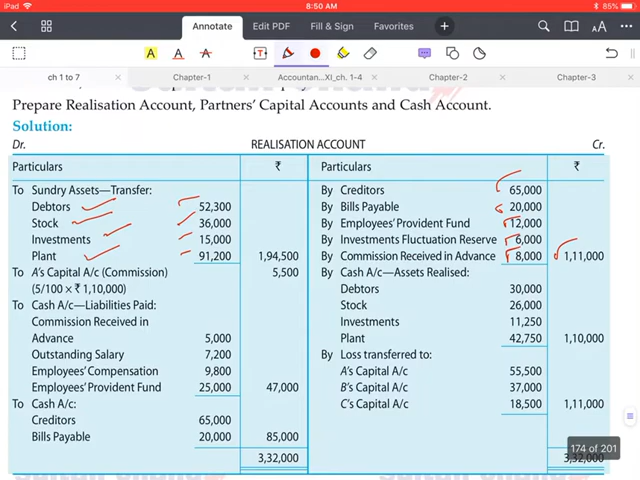 iPad 8:50 AM 85%
Annotate Edit PDF Fill & Sign Favorites +
A A A T
ch 1 to 7 Chapter-1 Accountan...XI_ch. 1-4 Chapter-2 Chapter-3
Prepare Realisation Account, Partners' Capital Accounts and Cash Account.
Solution:
Dr. REALISATION ACCOUNT Cr.
Particulars ₹ Particulars ₹
To Sundry Assets—Transfer: By Creditors 65,000
Debtors 52,300 By Bills Payable 20,000
Stock 36,000 By Employees' Provident Fund 12,000
Investments 15,000 By Investments Fluctuation Reserve 6,000
Plant 91,200 1,94,500 By Commission Received in Advance 8,000 1,11,000
To A's Capital A/c (Commission) 5,500 By Cash A/c—Assets Realised:
(5/100 × ₹ 1,10,000) Debtors 30,000
To Cash A/c—Liabilities Paid: Stock 26,000
Commission Received in Investments 11,250
Advance 5,000 Plant 42,750 1,10,000
Outstanding Salary 7,200 By Loss transferred to:
Employees' Compensation 9,800 A's Capital A/c 55,500
Employees' Provident Fund 25,000 47,000 B's Capital A/c 37,000
To Cash A/c: C's Capital A/c 18,500 1,11,000
Creditors 65,000
Bills Payable 20,000 85,000 174 of 201
3,32,000 3,32,000